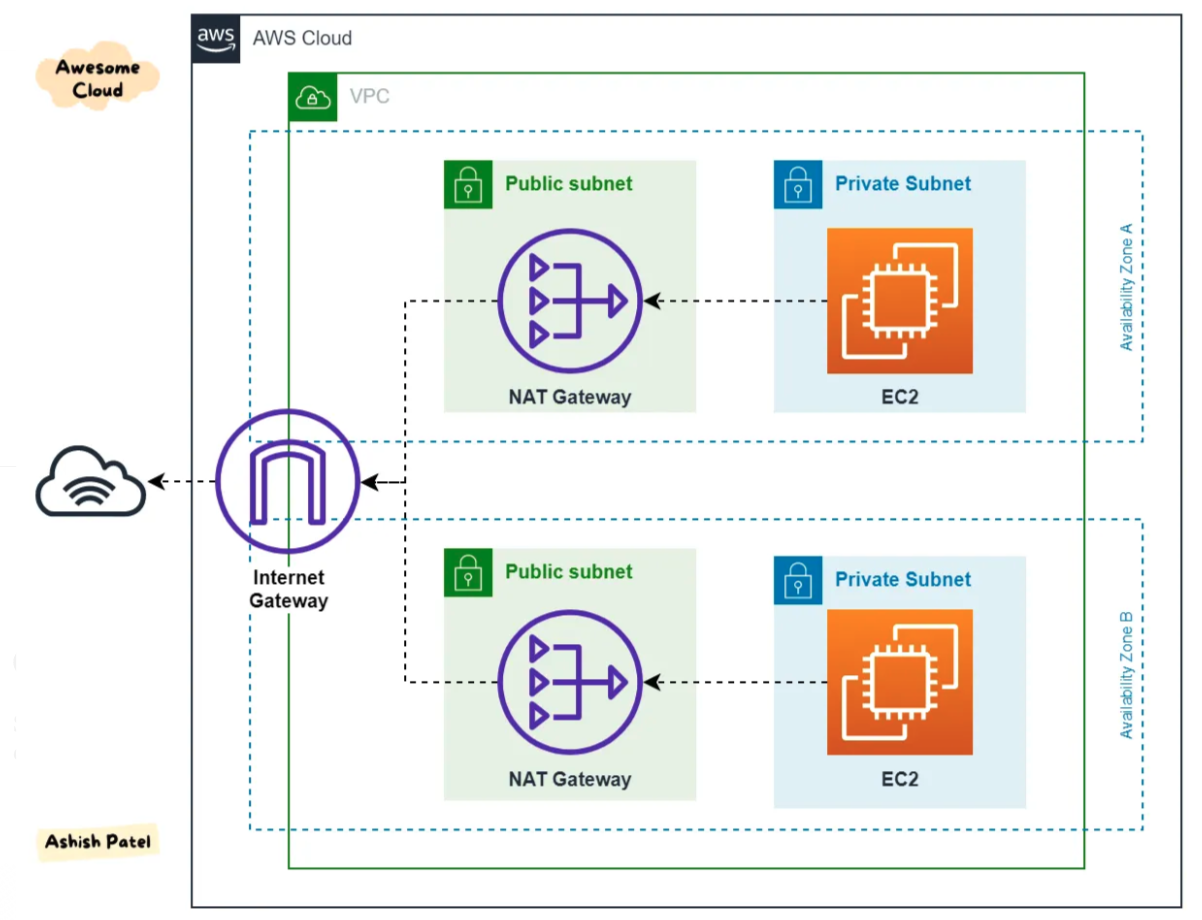 Awesome
Cloud
aws
AWS Cloud
VPC
Public subnet
Private Subnet
NAT Gateway
EC2
Availability Zone A
Internet
Gateway
Public subnet
Private Subnet
NAT Gateway
EC2
Availability Zone B
Ashish Patel